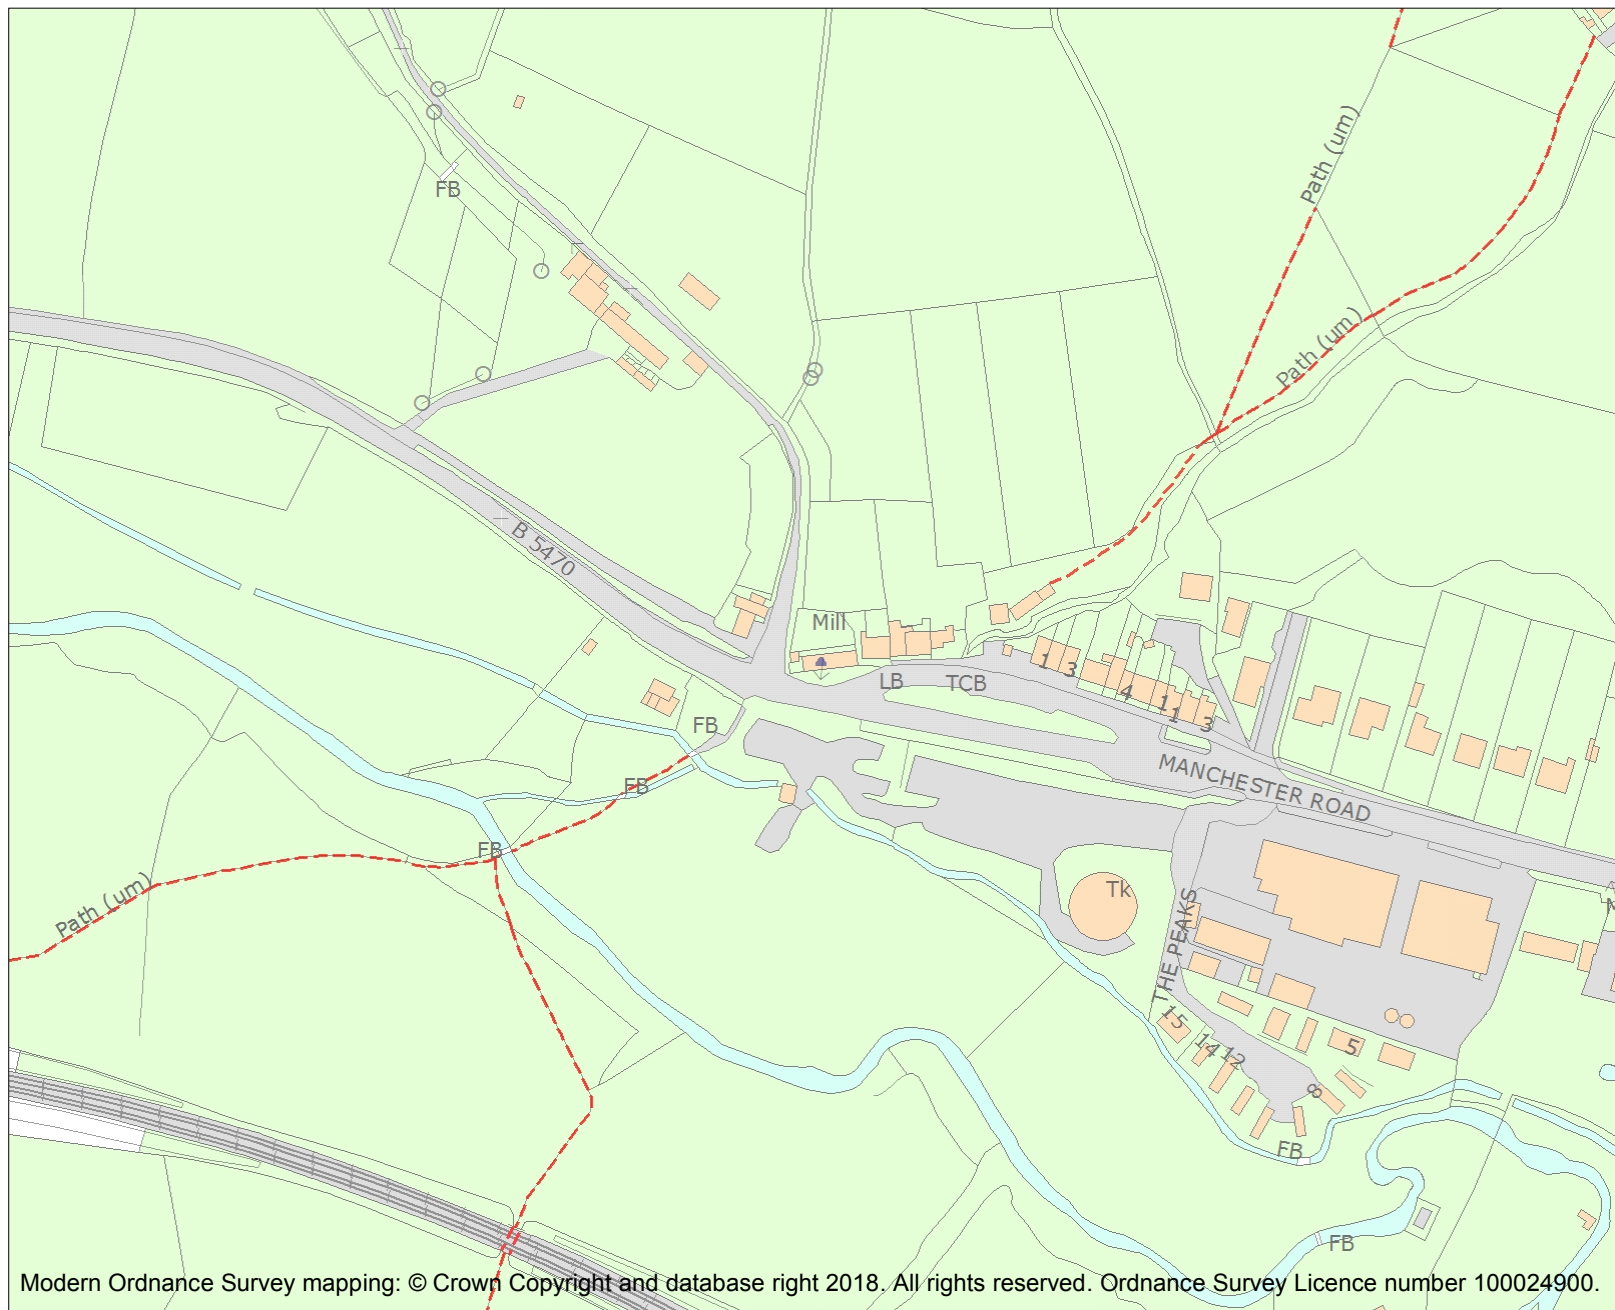 Path (um)
FB
Path (um)
B 5470
Mill
LB
TCB
1
3
4
11
1
3
FB
FB
MANCHESTER ROAD
FB
Path (um)
Tk
THE PEAKS
15
14
12
5
8
FB
FB
Modern Ordnance Survey mapping: © Crown Copyright and database right 2018. All rights reserved. Ordnance Survey Licence number 100024900.